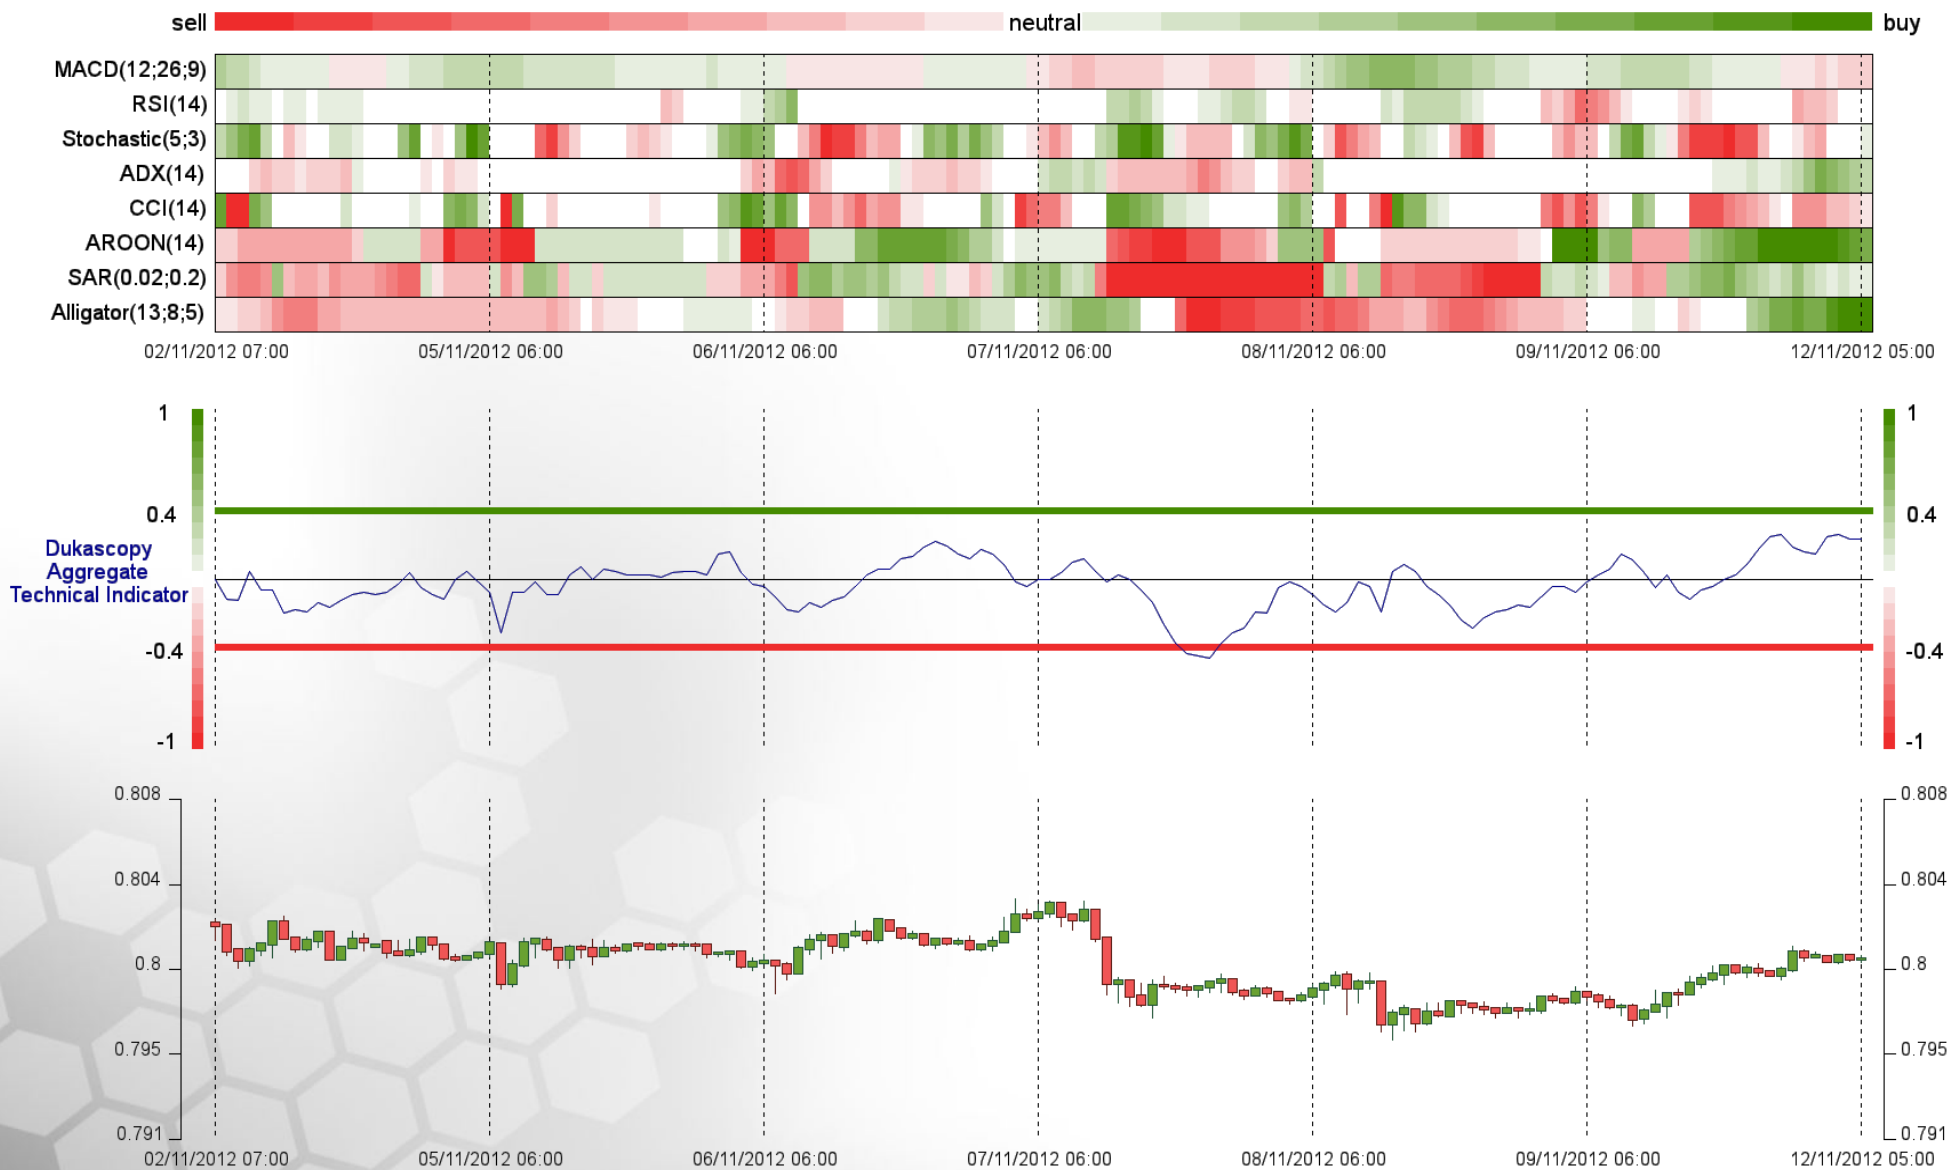 sell neutral buy
MACD(12;26;9)
RSI(14)
Stochastic(5;3)
ADX(14)
CCI(14)
AROON(14)
SAR(0.02;0.2)
Alligator(13;8;5)
02/11/2012 07:00 05/11/2012 06:00 06/11/2012 06:00 07/11/2012 06:00 08/11/2012 06:00 09/11/2012 06:00 12/11/2012 05:00
1 1
0.4 0.4
Dukascopy
Aggregate
Technical Indicator
-0.4 -0.4
-1 -1
0.808 0.808
0.804 0.804
0.8 0.8
0.795 0.795
0.791 0.791
02/11/2012 07:00 05/11/2012 06:00 06/11/2012 06:00 07/11/2012 06:00 08/11/2012 06:00 09/11/2012 06:00 12/11/2012 05:00